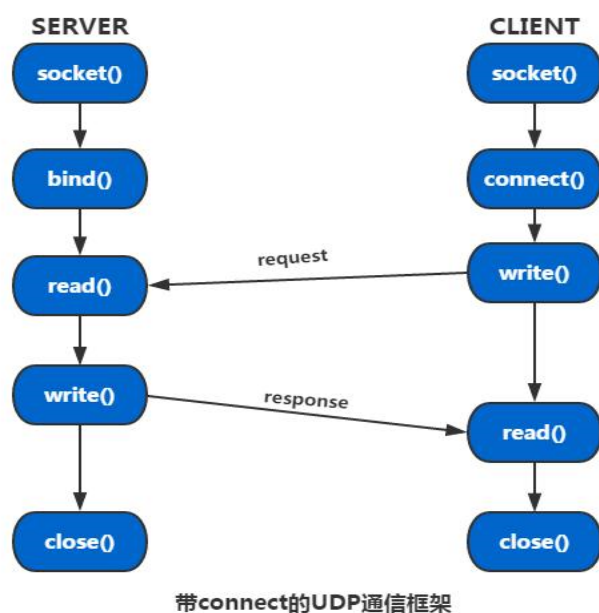 SERVER
CLIENT
socket()
socket()
bind()
connect()
request
read()
write()
write()
response
read()
close()
close()
带connect的UDP通信框架